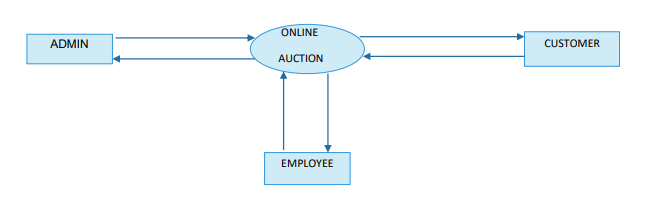 ONLINE
ADMIN
CUSTOMER
AUCTION
EMPLOYEE